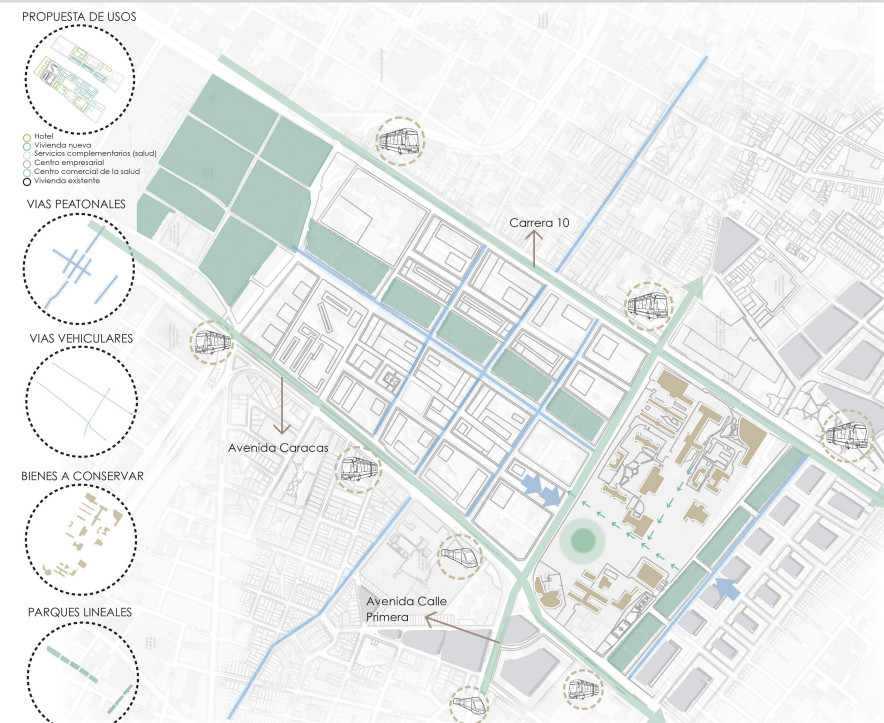 PROPUESTA DE USOS
Hotel
Vivienda nueva
Servicios complementarios (salud)
Centro empresarial
Centro comercial de la salud
Vivienda existente
VIAS PEATONALES
VIAS VEHICULARES
BIENES A CONSERVAR
PARQUES LINEALES
Carrera 10
Avenida Caracas
Avenida Calle
Primera